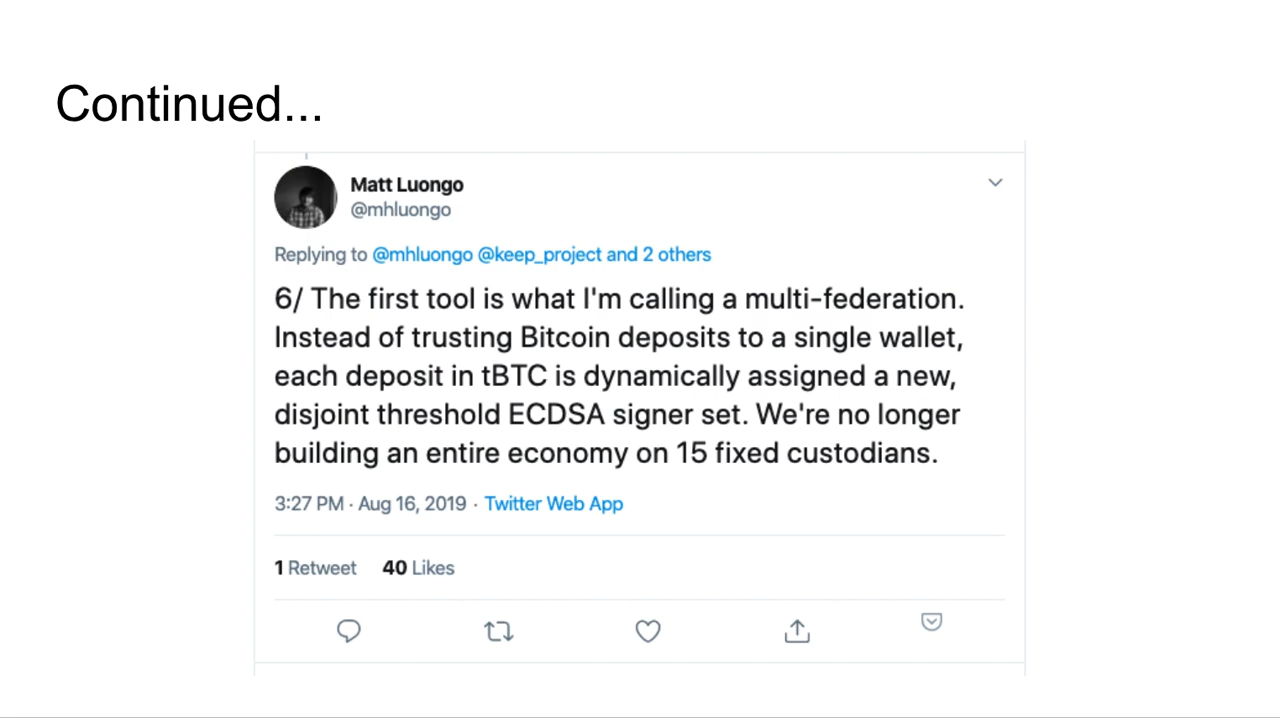 Continued...
Matt Luongo
@mhluongo
Replying to @mhluongo @keep_project and 2 others
6/ The first tool is what I'm calling a multi-federation.
Instead of trusting Bitcoin deposits to a single wallet,
each deposit in tBTC is dynamically assigned a new,
disjoint threshold ECDSA signer set. We're no longer
building an entire economy on 15 fixed custodians.
3:27 PM · Aug 16, 2019 · Twitter Web App
1 Retweet 40 Likes